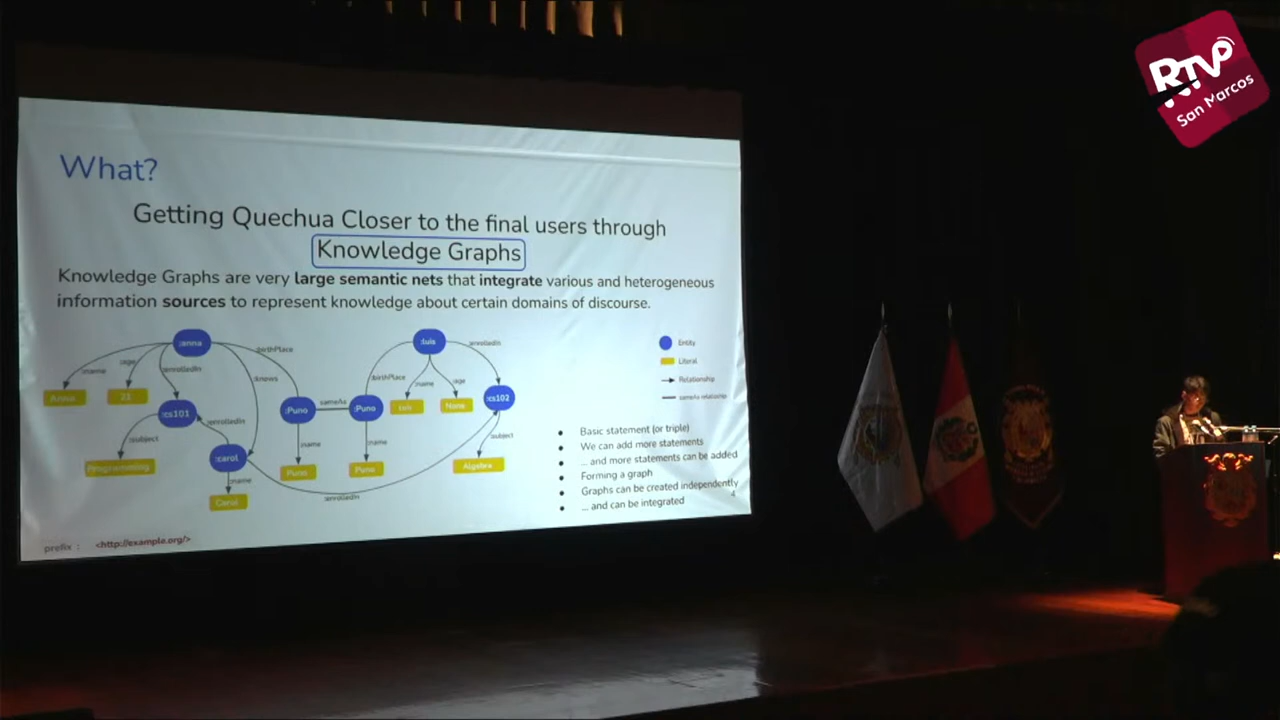 RTVP
San Marcos
What?
Getting Quechua Closer to the final users through
Knowledge Graphs
Knowledge Graphs are very large semantic nets that integrate various and heterogeneous
information sources to represent knowledge about certain domains of discourse.
:anna
:luis
:name
:age
:enrolledIn
:birthPlace
:knows
:birthPlace
:name
:age
:enrolledIn
Anna
21
:cs101
:Puno
sameAs
:Puno
luis
None
:cs102
:subject
:enrolledIn
:name
:name
:subject
Programming
:carol
Puno
Puno
Algebra
:name
Carol
:enrolledIn
Entity
Literal
Relationship
sameAs relationship
• Basic statement (or triple)
• We can add more statements
• ... and more statements can be added
• Forming a graph
• Graphs can be created independently
• ... and can be integrated
4
prefix : <http://example.org/>